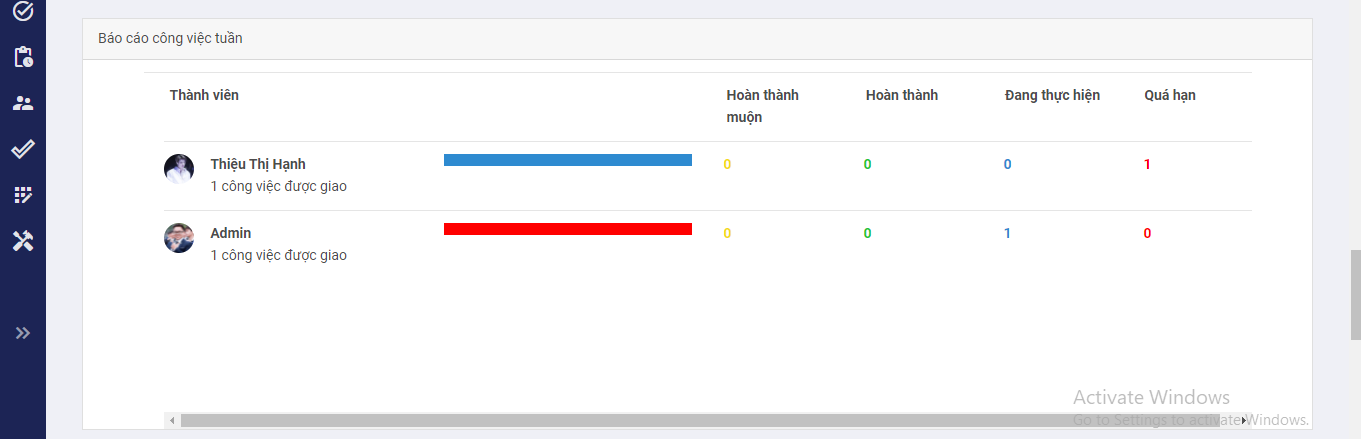 Báo cáo công việc tuần
Thành viên
Hoàn thành muộn
Hoàn thành
Đang thực hiện
Quá hạn
Thiệu Thị Hạnh
0 0 0 1
1 công việc được giao
Admin
0 0 1 0
1 công việc được giao
Activate Windows
Go to Settings to activate Windows.